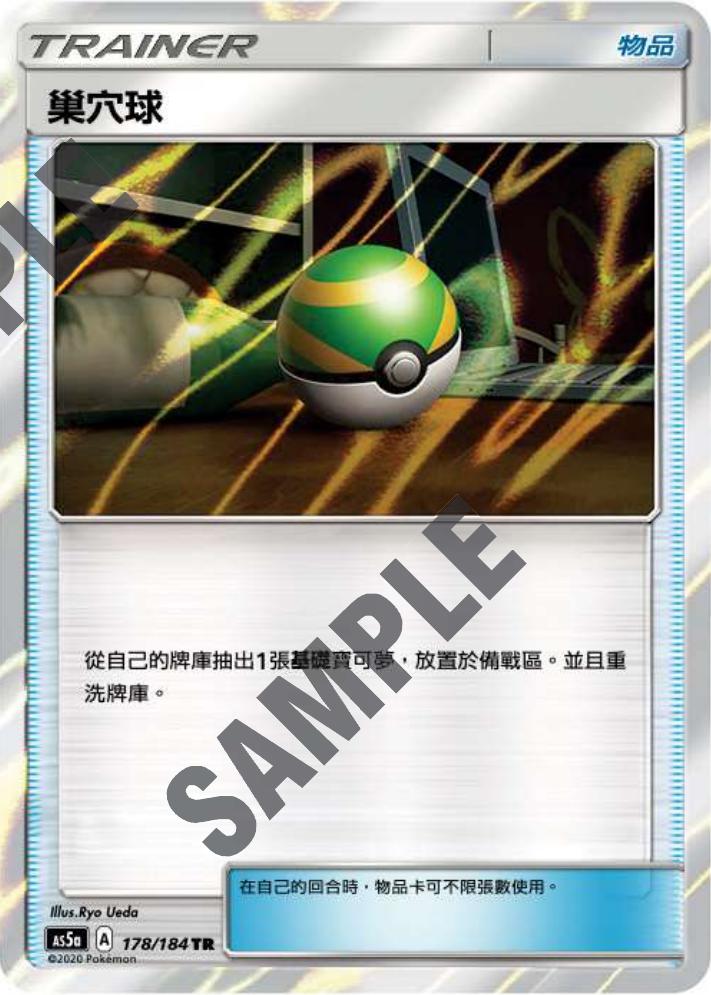 TRAINER
物品
巢穴球
PLE
從自己的牌庫抽出1張基礎寶可夢,放置於備戰區。並且重
洗牌庫。
SAMPLE
在自己的回合時,物品卡可不限張數使用。
Illus.Ryo Ueda
AS5a A 178/184 TR
©2020 Pokémon